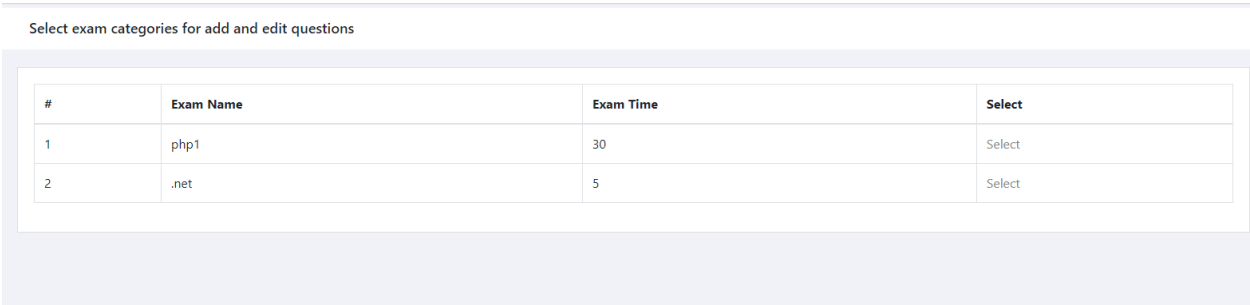 Select exam categories for add and edit questions
# Exam Name Exam Time Select
1 php1 30 Select
2 .net 5 Select